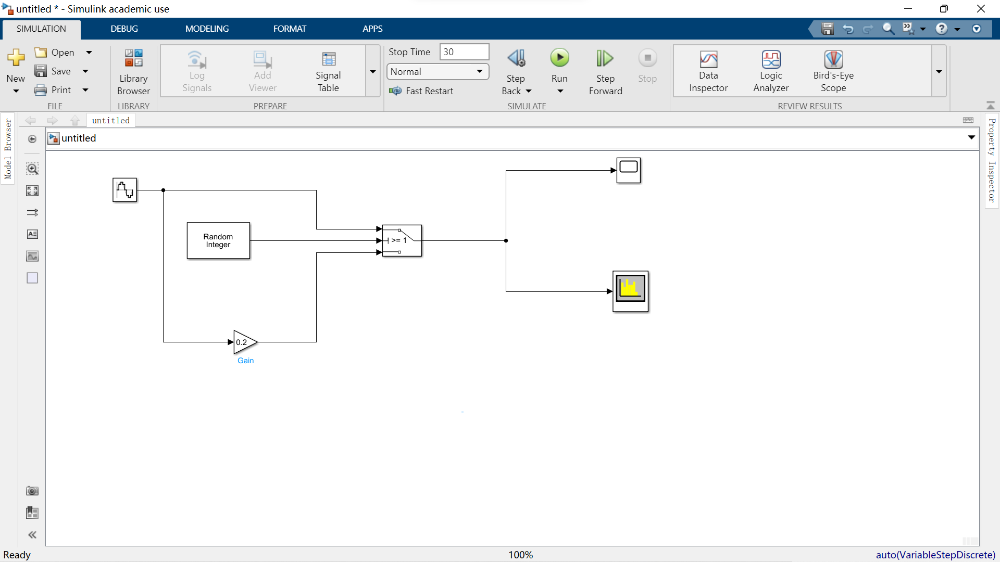 untitled * - Simulink academic use
SIMULATION DEBUG MODELING FORMAT APPS
New
Open
Save
Print
FILE
Library
Browser
LIBRARY
Log
Signals
Add
Viewer
Signal
Table
PREPARE
Stop Time 30
Normal
Fast Restart
Step
Back
Run
Step
Forward
Stop
SIMULATE
Data
Inspector
Logic
Analyzer
Bird's-Eye
Scope
REVIEW RESULTS
Model Browser
untitled
untitled
Property Inspector
Random
Integer
>= 1
0.2
Gain
Ready 100% auto(VariableStepDiscrete)